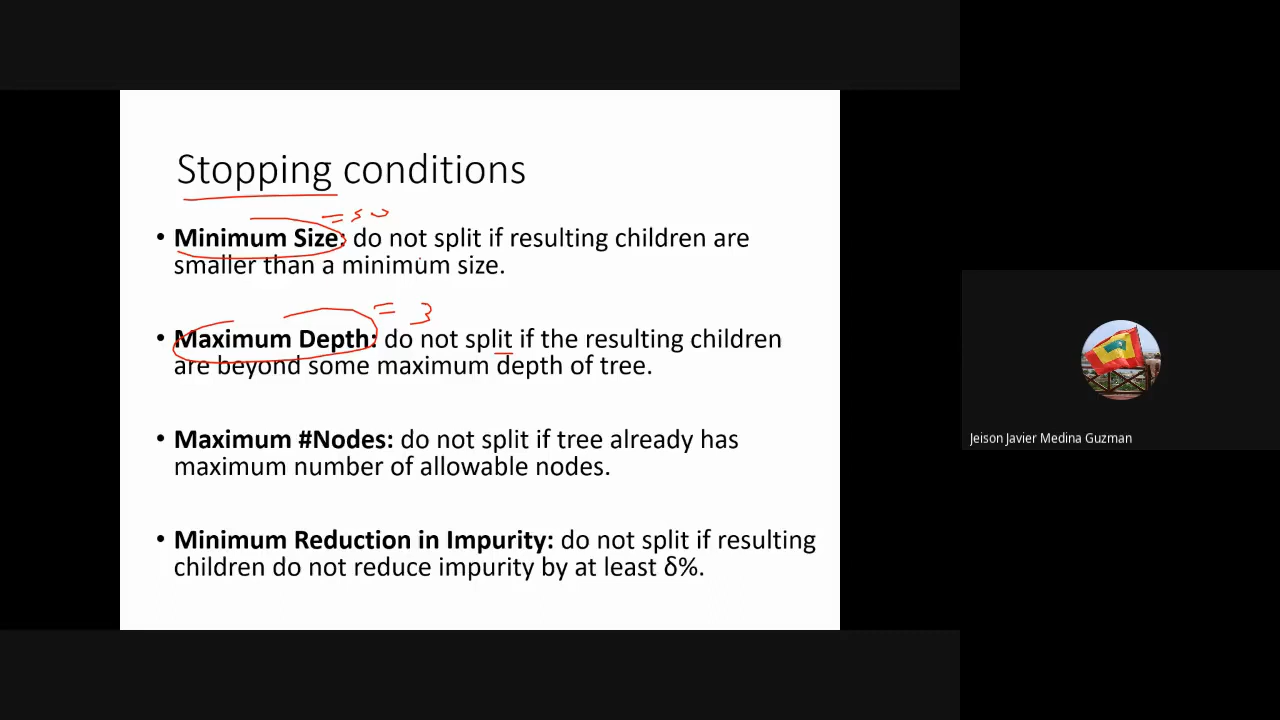 Stopping conditions
= 50
• Minimum Size: do not split if resulting children are
smaller than a minimum size.
= 3
• Maximum Depth: do not split if the resulting children
are beyond some maximum depth of tree.
• Maximum #Nodes: do not split if tree already has
maximum number of allowable nodes.
• Minimum Reduction in Impurity: do not split if resulting
children do not reduce impurity by at least δ%.
Jeison Javier Medina Guzman